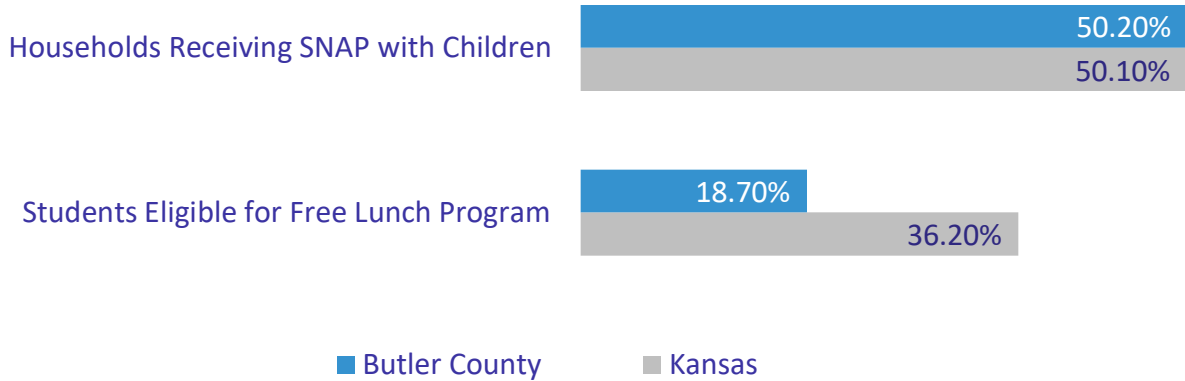 Households Receiving SNAP with Children
50.20%
50.10%
Students Eligible for Free Lunch Program
18.70%
36.20%
Butler County
Kansas